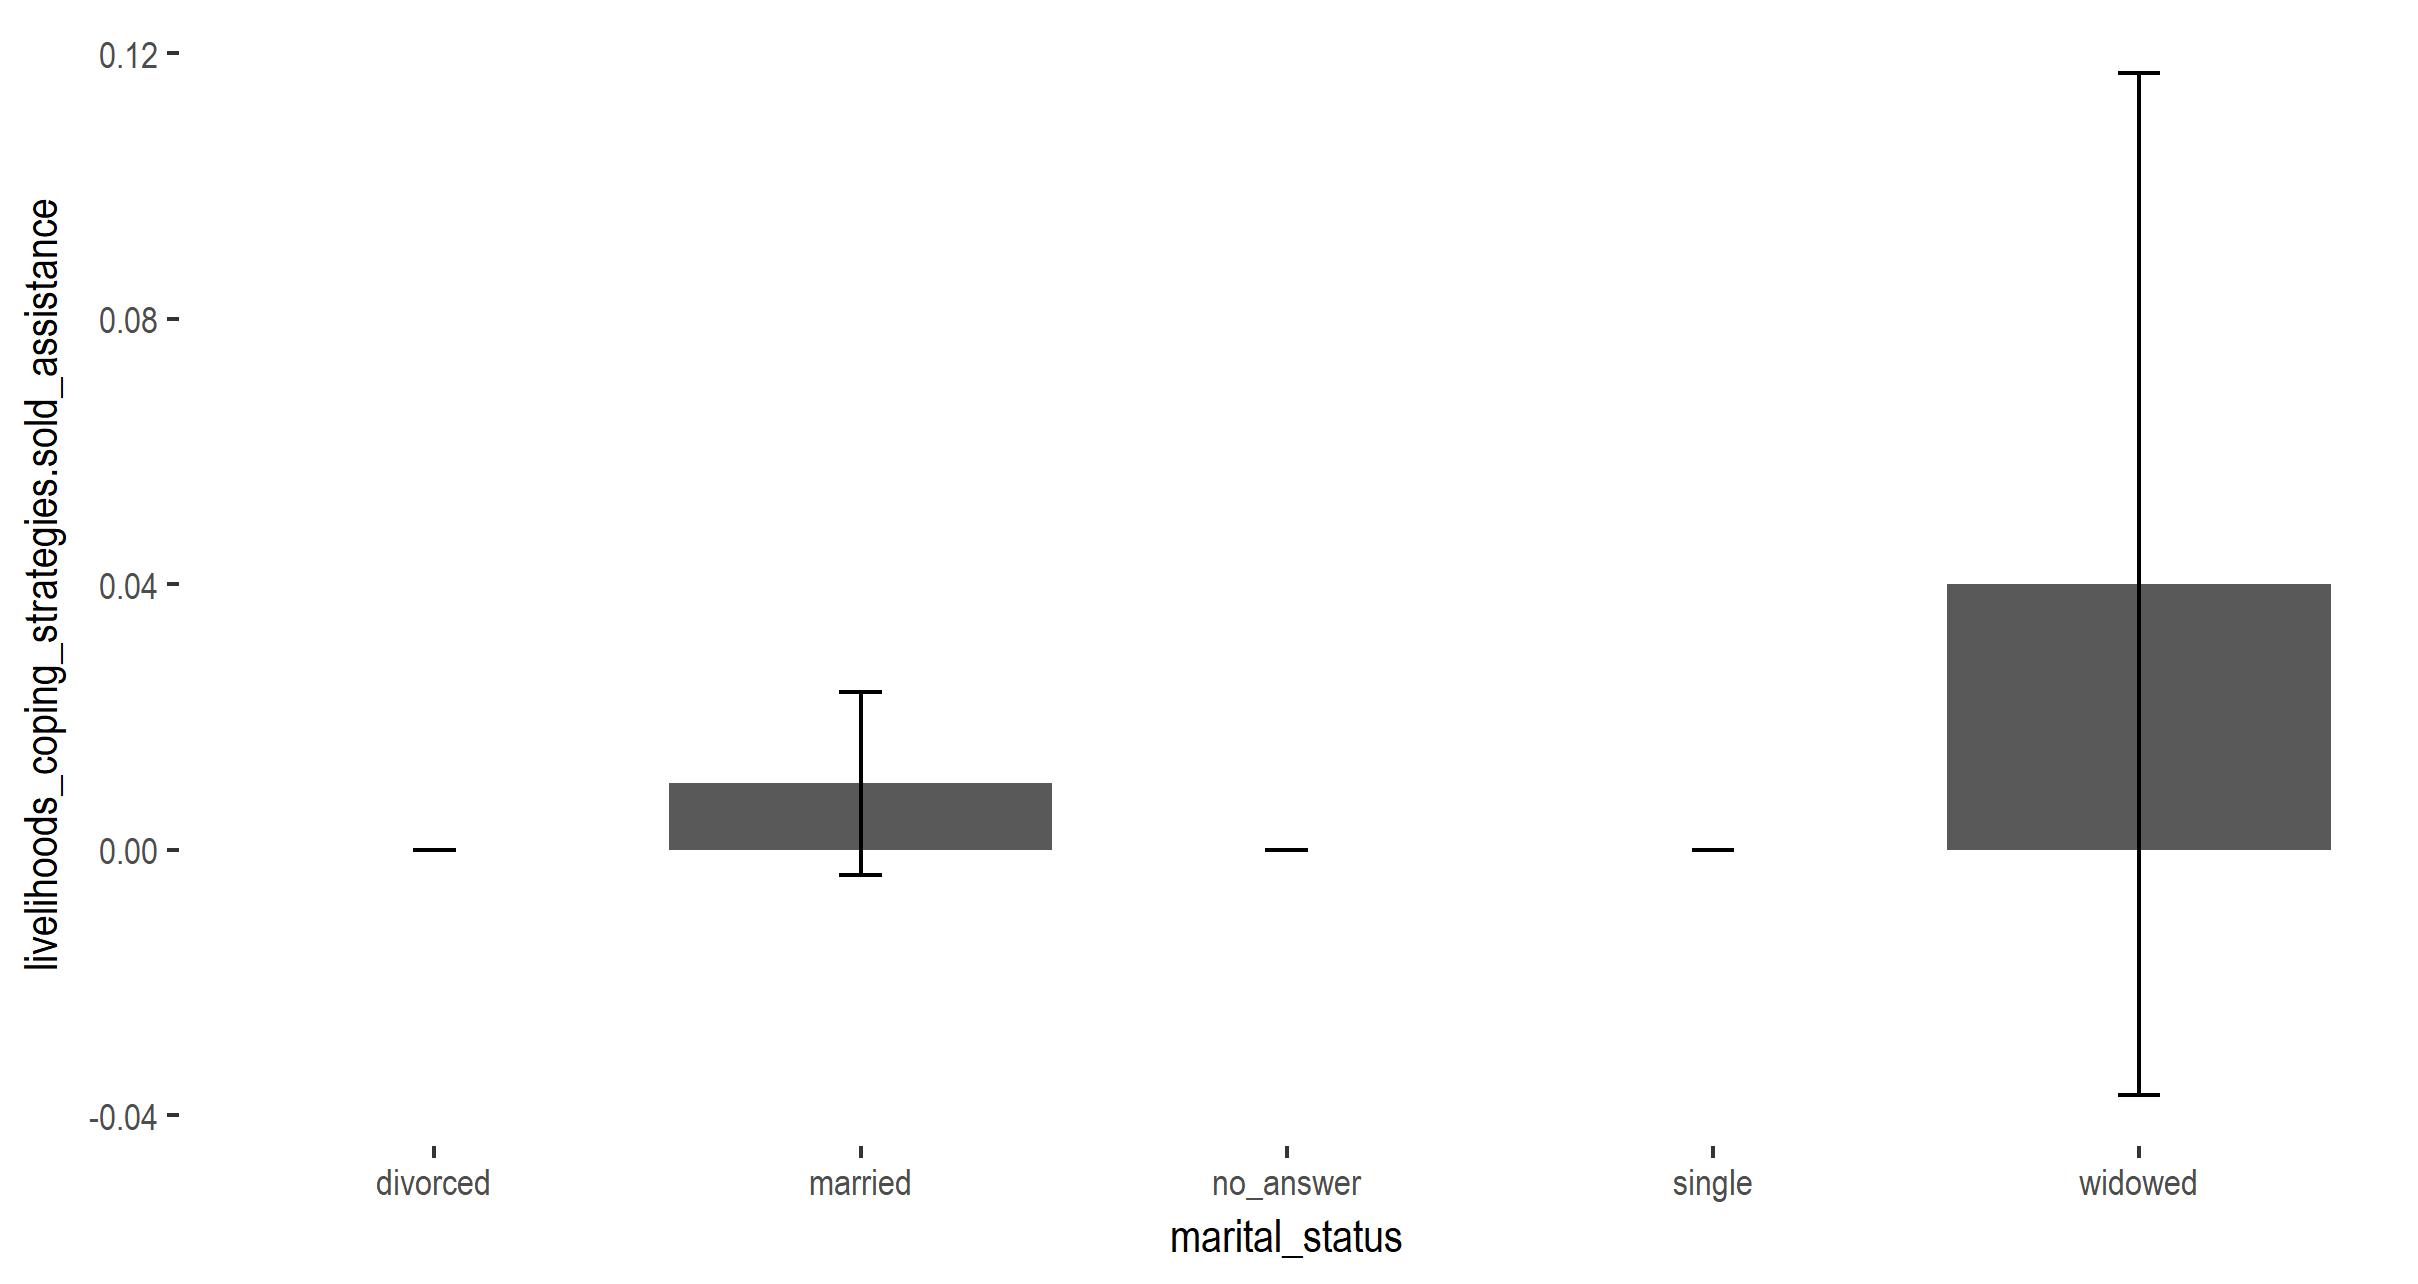 livelihoods_coping_strategies.sold_assistance
0.12
0.08
0.04
0.00
-0.04
divorced married no_answer single widowed
marital_status